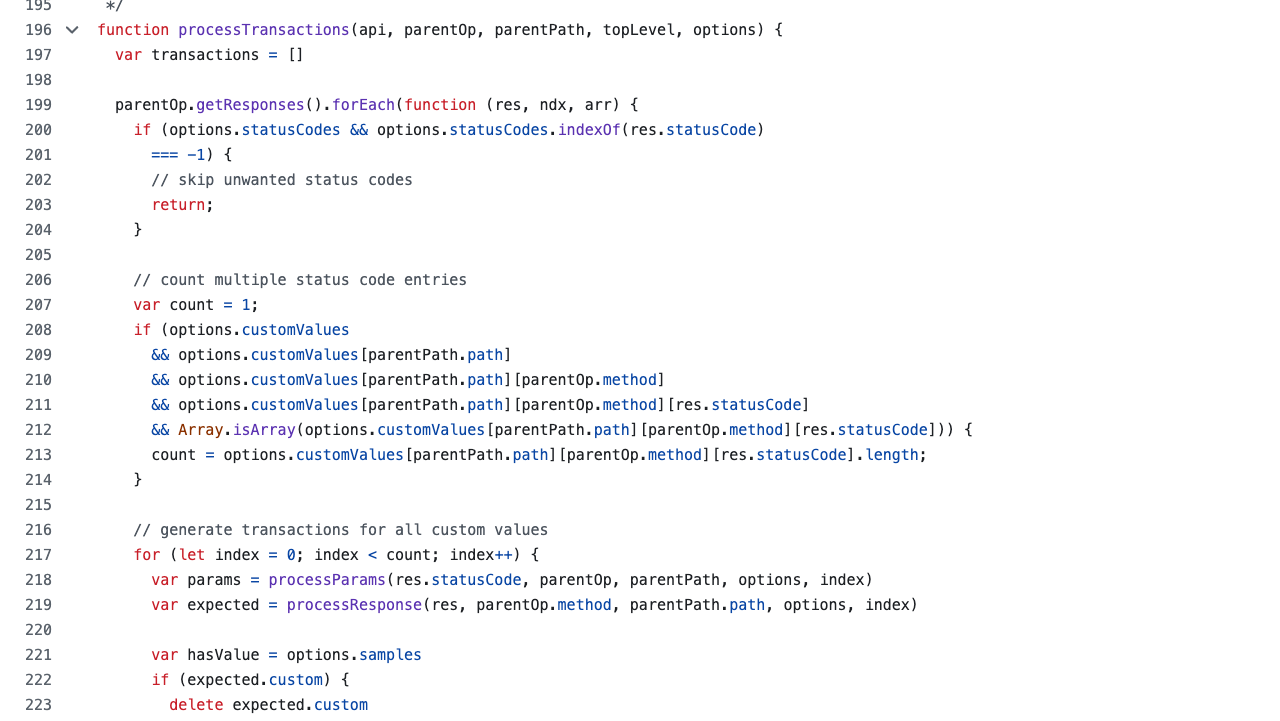 195 */
196 function processTransactions(api, parentOp, parentPath, topLevel, options) {
197 var transactions = []
198
199 parentOp.getResponses().forEach(function (res, ndx, arr) {
200 if (options.statusCodes && options.statusCodes.indexOf(res.statusCode)
201 === -1) {
202 // skip unwanted status codes
203 return;
204 }
205
206 // count multiple status code entries
207 var count = 1;
208 if (options.customValues
209 && options.customValues[parentPath.path]
210 && options.customValues[parentPath.path][parentOp.method]
211 && options.customValues[parentPath.path][parentOp.method][res.statusCode]
212 && Array.isArray(options.customValues[parentPath.path][parentOp.method][res.statusCode])) {
213 count = options.customValues[parentPath.path][parentOp.method][res.statusCode].length;
214 }
215
216 // generate transactions for all custom values
217 for (let index = 0; index < count; index++) {
218 var params = processParams(res.statusCode, parentOp, parentPath, options, index)
219 var expected = processResponse(res, parentOp.method, parentPath.path, options, index)
220
221 var hasValue = options.samples
222 if (expected.custom) {
223 delete expected.custom